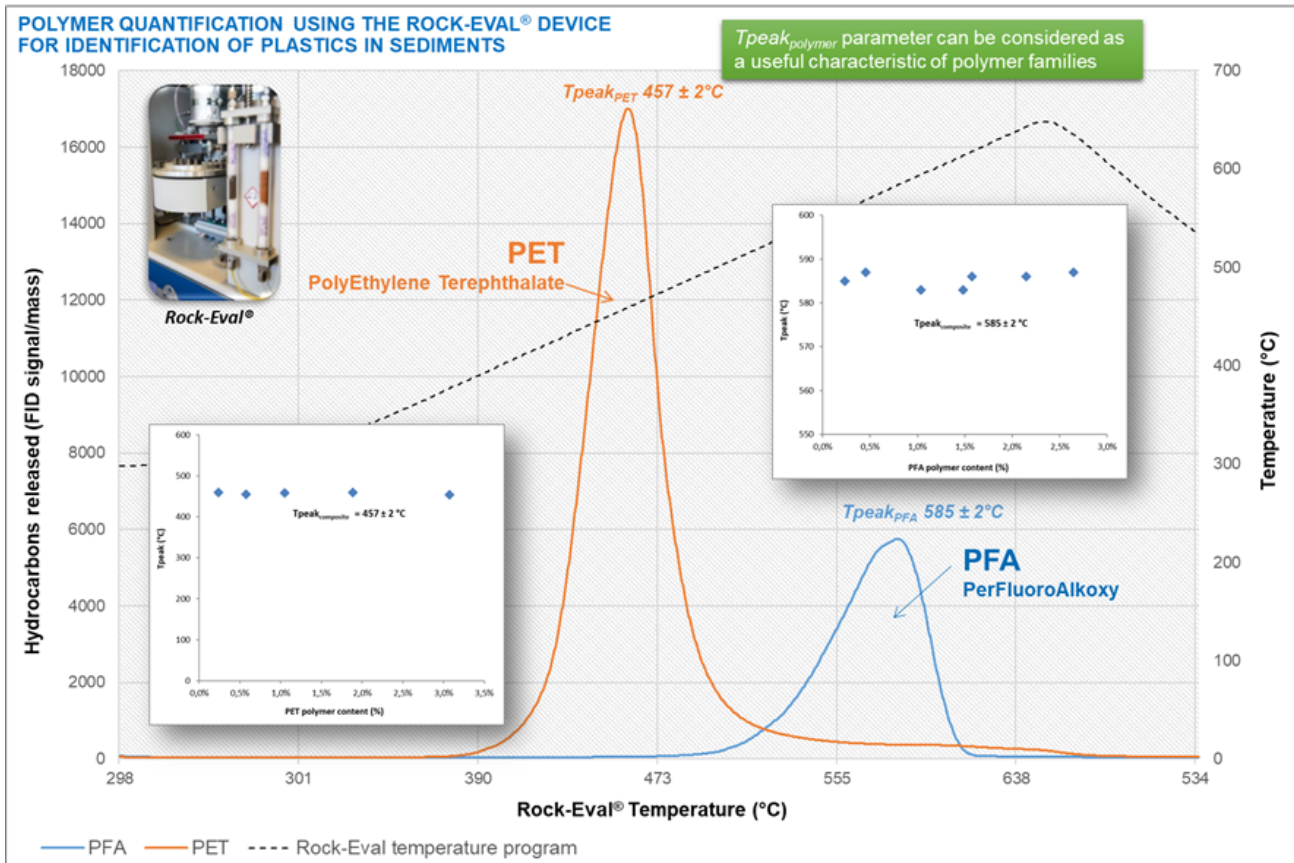 POLYMER QUANTIFICATION USING THE ROCK-EVAL® DEVICE
FOR IDENTIFICATION OF PLASTICS IN SEDIMENTS
Tpeakpolymer parameter can be considered as
a useful characteristic of polymer families
18000
16000
14000
12000
10000
8000
6000
4000
2000
0
Hydrocarbons released (FID signal/mass)
Rock-Eval®
TpeakPET 457 ± 2°C
PET
PolyEthylene Terephthalate
600
500
400
300
200
100
0
Tpeak (°C)
Tpeakcomposite = 457 ± 2 °C
0,0% 0,5% 1,0% 1,5% 2,0% 2,5% 3,0% 3,5%
PET polymer content (%)
600
590
580
570
560
550
Tpeak (°C)
Tpeakcomposite = 585 ± 2 °C
0,0% 0,5% 1,0% 1,5% 2,0% 2,5% 3,0%
PFA polymer content (%)
TpeakPFA 585 ± 2°C
PFA
PerFluoroAlkoxy
700
600
500
400
300
200
100
0
Temperature (°C)
298 301 390 473 555 638 534
Rock-Eval® Temperature (°C)
PFA PET Rock-Eval temperature program